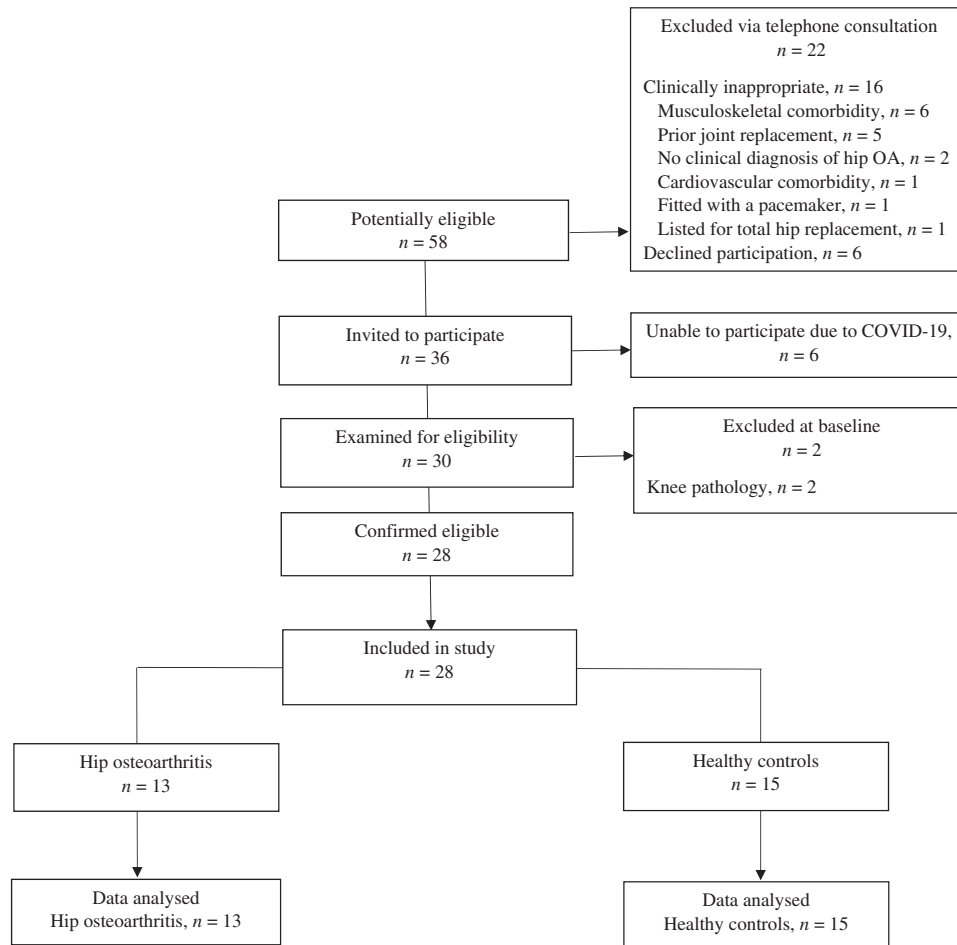 Excluded via telephone consultation
n = 22
Clinically inappropriate, n = 16
Musculoskeletal comorbidity, n = 6
Prior joint replacement, n = 5
No clinical diagnosis of hip OA, n = 2
Cardiovascular comorbidity, n = 1
Fitted with a pacemaker, n = 1
Listed for total hip replacement, n = 1
Declined participation, n = 6
Potentially eligible
n = 58
Invited to participate
n = 36
Unable to participate due to COVID-19,
n = 6
Examined for eligibility
n = 30
Excluded at baseline
n = 2
Knee pathology, n = 2
Confirmed eligible
n = 28
Included in study
n = 28
Hip osteoarthritis
n = 13
Healthy controls
n = 15
Data analysed
Hip osteoarthritis, n = 13
Data analysed
Healthy controls, n = 15